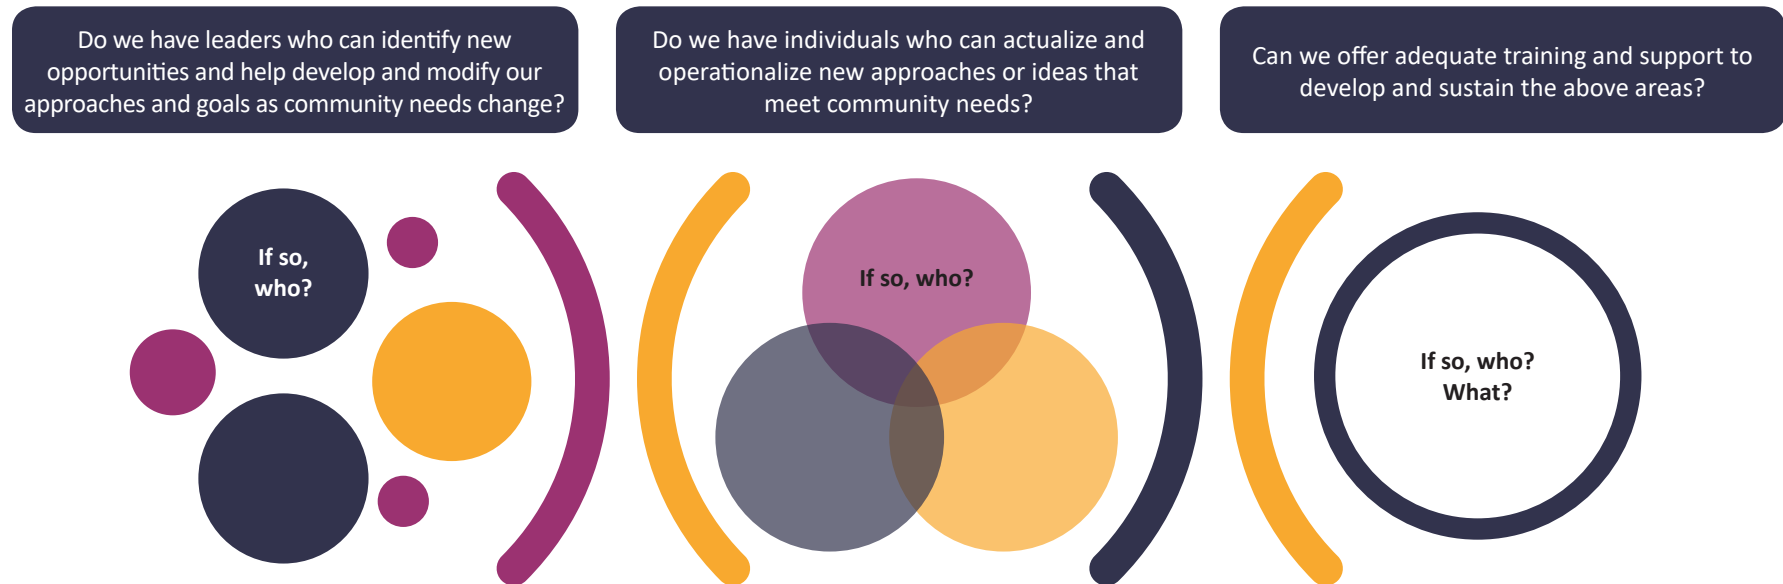 Do we have leaders who can identify new
opportunities and help develop and modify our
approaches and goals as community needs change?
Do we have individuals who can actualize and
operationalize new approaches or ideas that
meet community needs?
Can we offer adequate training and support to
develop and sustain the above areas?
If so,
who?
If so, who?
If so, who?
What?